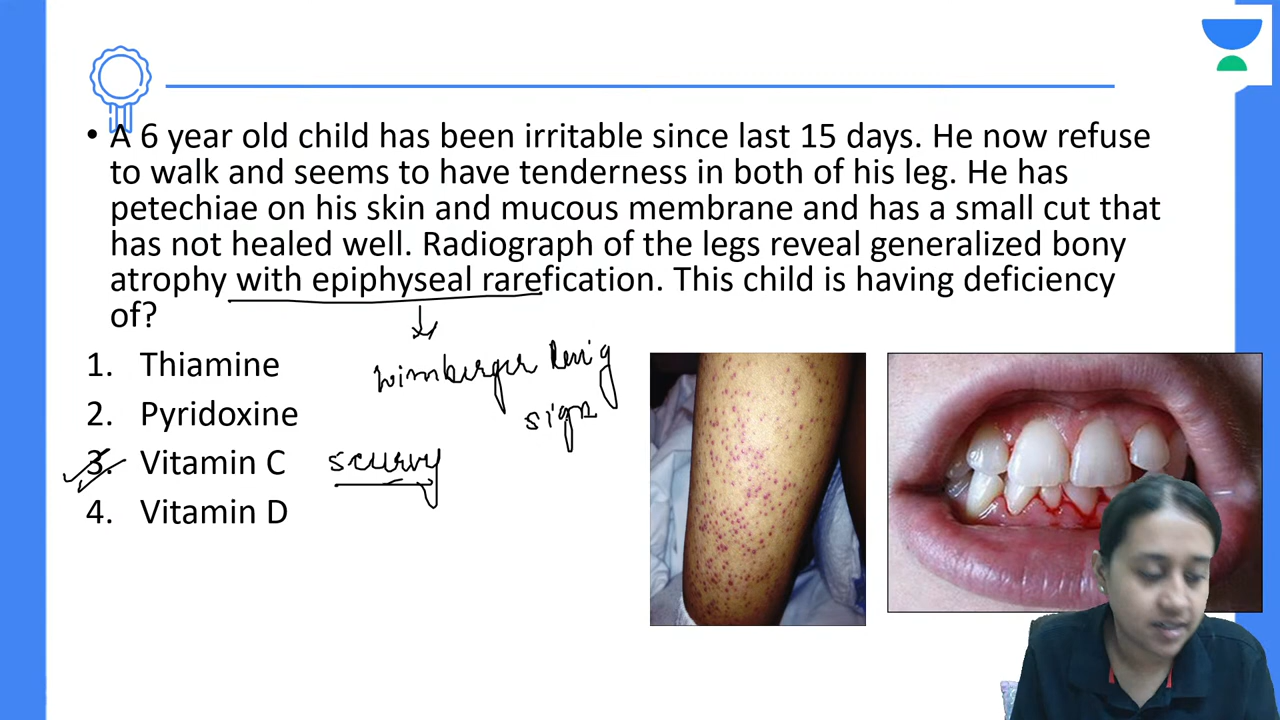 • A 6 year old child has been irritable since last 15 days. He now refuse
to walk and seems to have tenderness in both of his leg. He has
petechiae on his skin and mucous membrane and has a small cut that
has not healed well. Radiograph of the legs reveal generalized bony
atrophy with epiphyseal rarefication. This child is having deficiency
of?
1. Thiamine
wimberger
sign
2. Pyridoxine
3. Vitamin C scurvy
4. Vitamin D